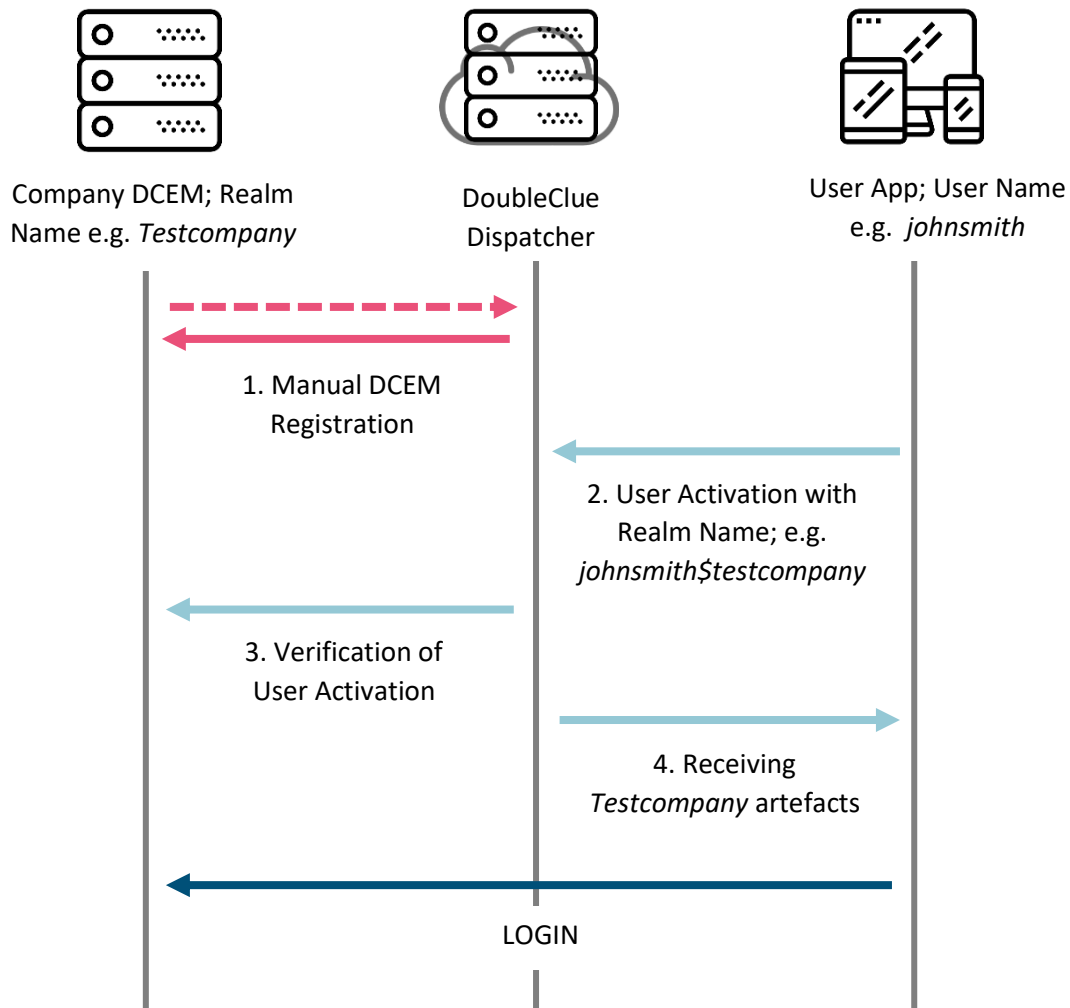 Company DCEM; Realm
Name e.g. Testcompany
DoubleClue
Dispatcher
User App; User Name
e.g. johnsmith
1. Manual DCEM
Registration
2. User Activation with
Realm Name; e.g.
johnsmith$testcompany
3. Verification of
User Activation
4. Receiving
Testcompany artefacts
LOGIN